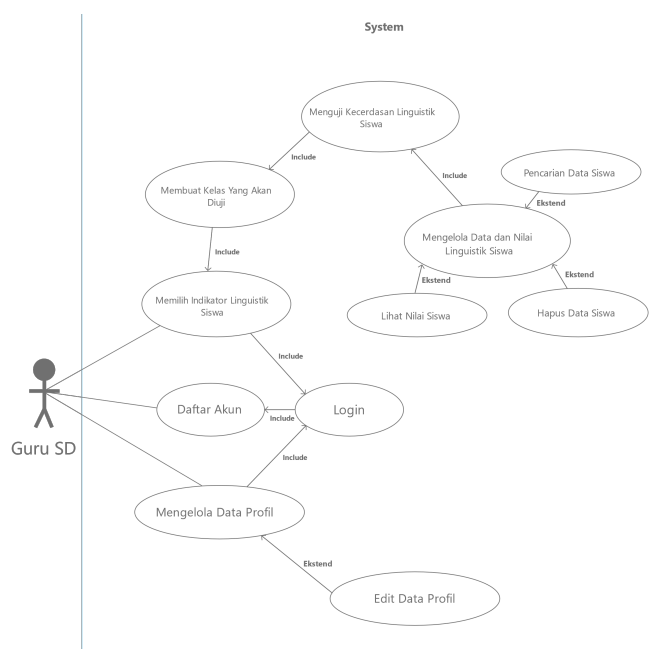 System
Menguji Kecerdasan Linguistik
Siswa
Include
Include
Pencarian Data Siswa
Membuat Kelas Yang Akan
Diuji
Ekstend
Mengelola Data dan Nilai
Linguistik Siswa
Include
Ekstend
Ekstend
Memilih Indikator Linguistik
Siswa
Lihat Nilai Siswa
Hapus Data Siswa
Include
Daftar Akun
Login
Include
Guru SD
Include
Mengelola Data Profil
Ekstend
Edit Data Profil